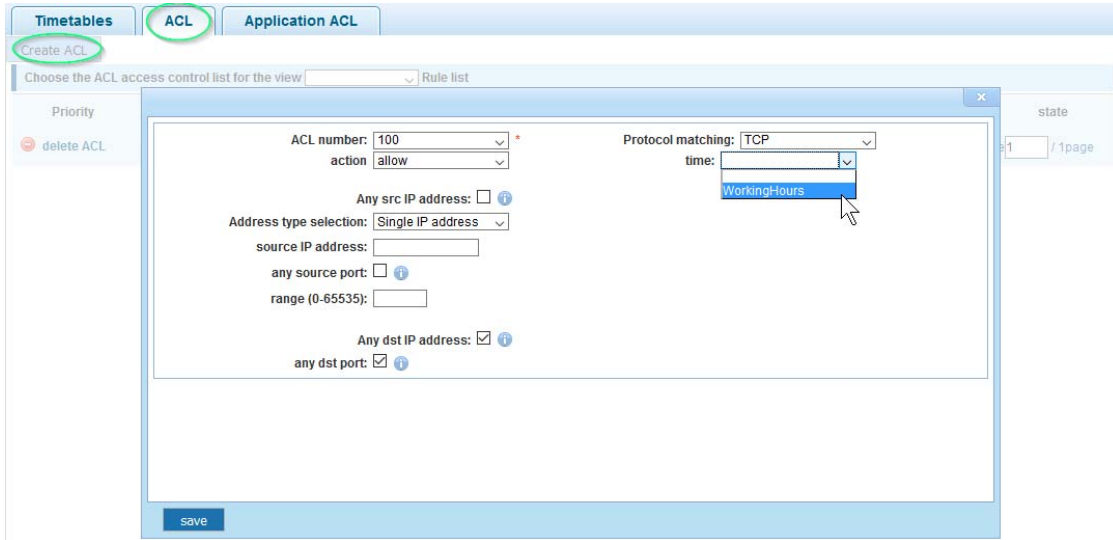 Timetables ACL Application ACL
Create ACL
Choose the ACL access control list for the view Rule list
Priority state
delete ACL 1 / 1page
ACL number: 100 * Protocol matching: TCP
action allow time:
WorkingHours
Any src IP address:
Address type selection: Single IP address
source IP address:
any source port:
range (0-65535):
Any dst IP address:
any dst port:
save